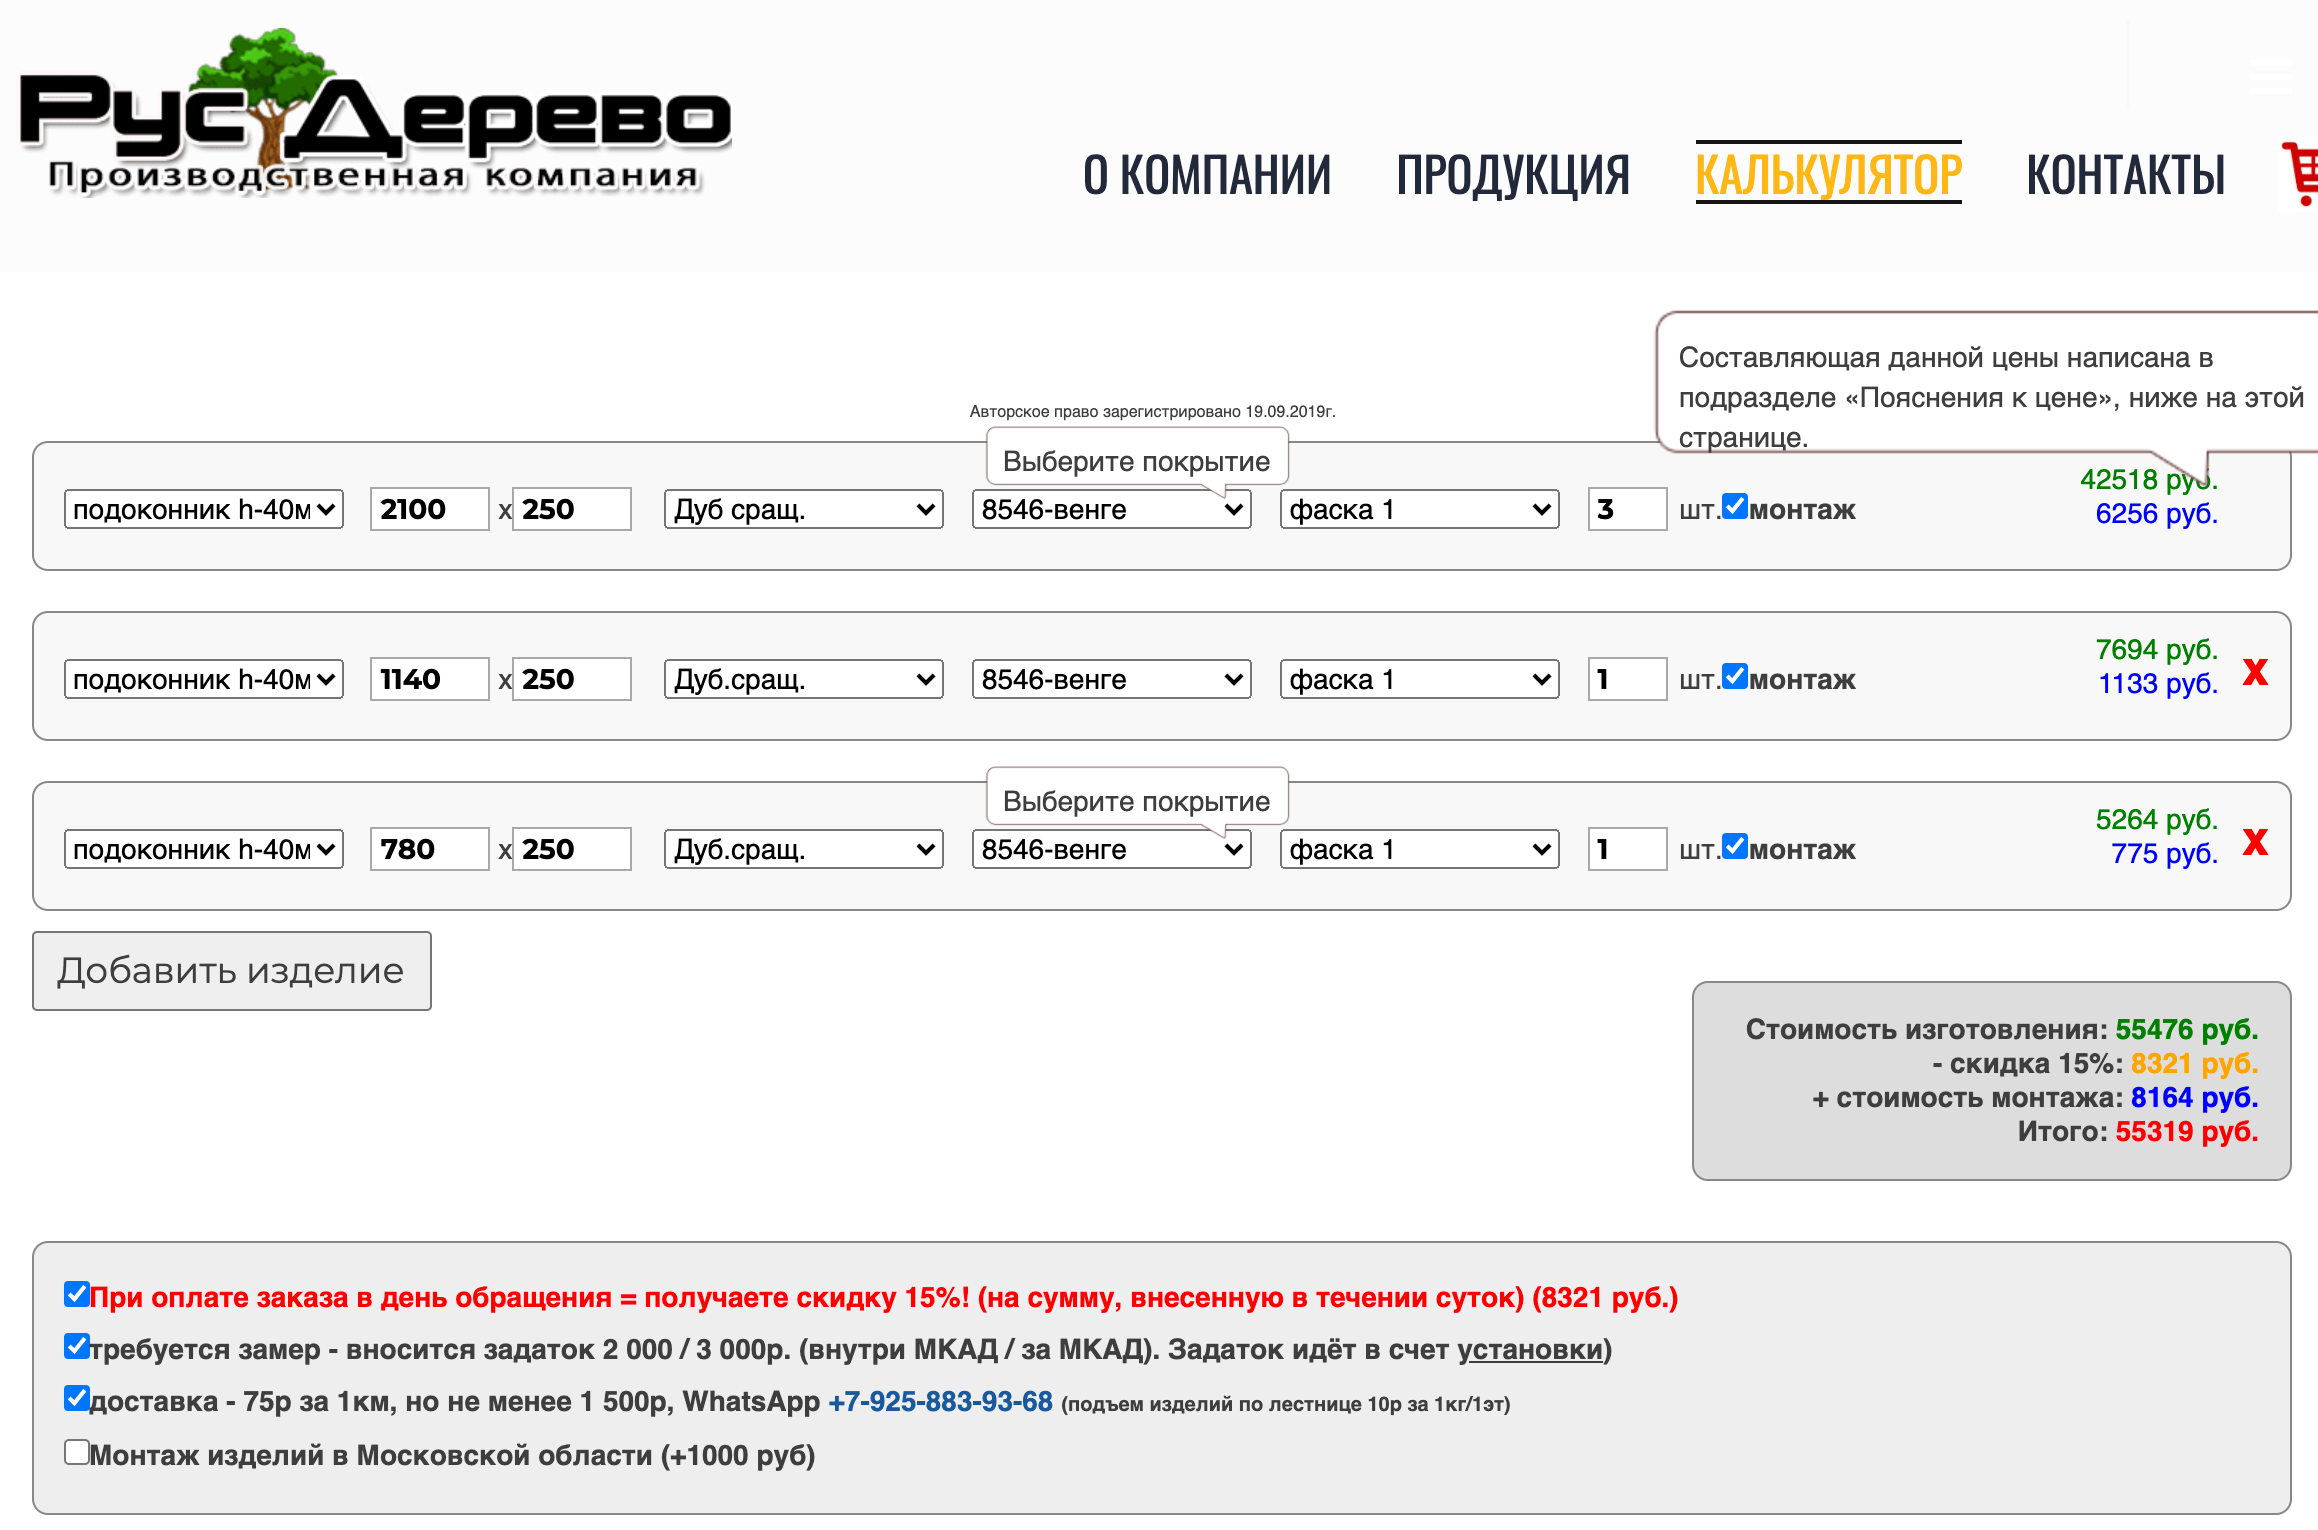 РусДерево
Производственная компания
О КОМПАНИИ ПРОДУКЦИЯ КАЛЬКУЛЯТОР КОНТАКТЫ
Составляющая данной цены написана в
подразделе «Пояснения к цене», ниже на этой
странице.
Авторское право зарегистрировано 19.09.2019г.
Выберите покрытие
42518 руб.
подоконник h-40м 2100 x 250 Дуб сращ. 8546-венге фаска 1 3 шт. монтаж
6256 руб.
7694 руб.
подоконник h-40м 1140 x 250 Дуб.сращ. 8546-венге фаска 1 1 шт. монтаж
1133 руб.
X
Выберите покрытие
5264 руб.
подоконник h-40м 780 x 250 Дуб.сращ. 8546-венге фаска 1 1 шт. монтаж
775 руб.
X
Добавить изделие
Стоимость изготовления: 55476 руб.
- скидка 15%: 8321 руб.
+ стоимость монтажа: 8164 руб.
Итого: 55319 руб.
При оплате заказа в день обращения = получаете скидку 15%! (на сумму, внесенную в течении суток) (8321 руб.)
требуется замер - вносится задаток 2 000 / 3 000р. (внутри МКАД / за МКАД). Задаток идёт в счет установки)
доставка - 75р за 1км, но не менее 1 500р, WhatsApp +7-925-883-93-68 (подъем изделий по лестнице 10р за 1кг/1эт)
Монтаж изделий в Московской области (+1000 руб)